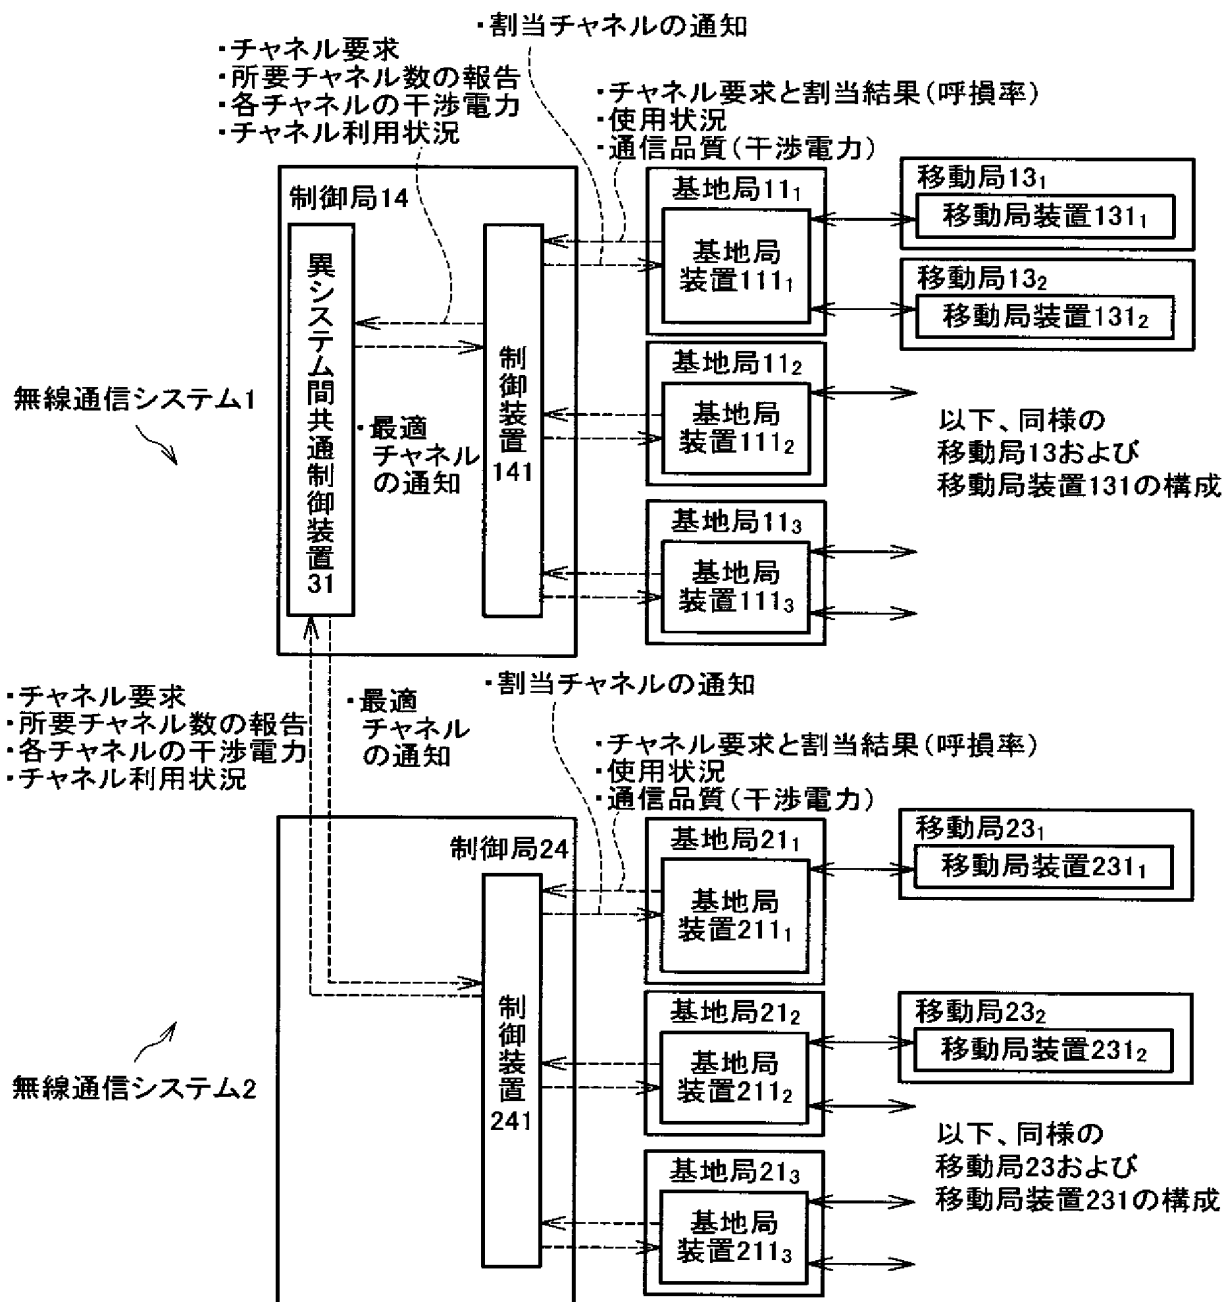 ・割当チャネルの通知
・チャネル要求
・所要チャネル数の報告
・各チャネルの干渉電力
・チャネル利用状況
・チャネル要求と割当結果(呼損率)
・使用状況
・通信品質(干渉電力)
制御局14
異システム間共通制御装置31
・最適
チャネル
の通知
制御装置141
基地局11₁
基地局
装置111₁
移動局13₁
移動局装置131₁
移動局13₂
移動局装置131₂
無線通信システム1
基地局11₂
基地局
装置111₂
以下、同様の
移動局13および
移動局装置131の構成
基地局11₃
基地局
装置111₃
・チャネル要求
・所要チャネル数の報告
・各チャネルの干渉電力
・チャネル利用状況
・最適
チャネル
の通知
・割当チャネルの通知
・チャネル要求と割当結果(呼損率)
・使用状況
・通信品質(干渉電力)
制御局24
制御装置241
基地局21₁
基地局
装置211₁
移動局23₁
移動局装置231₁
無線通信システム2
基地局21₂
基地局
装置211₂
移動局23₂
移動局装置231₂
以下、同様の
移動局23および
移動局装置231の構成
基地局21₃
基地局
装置211₃